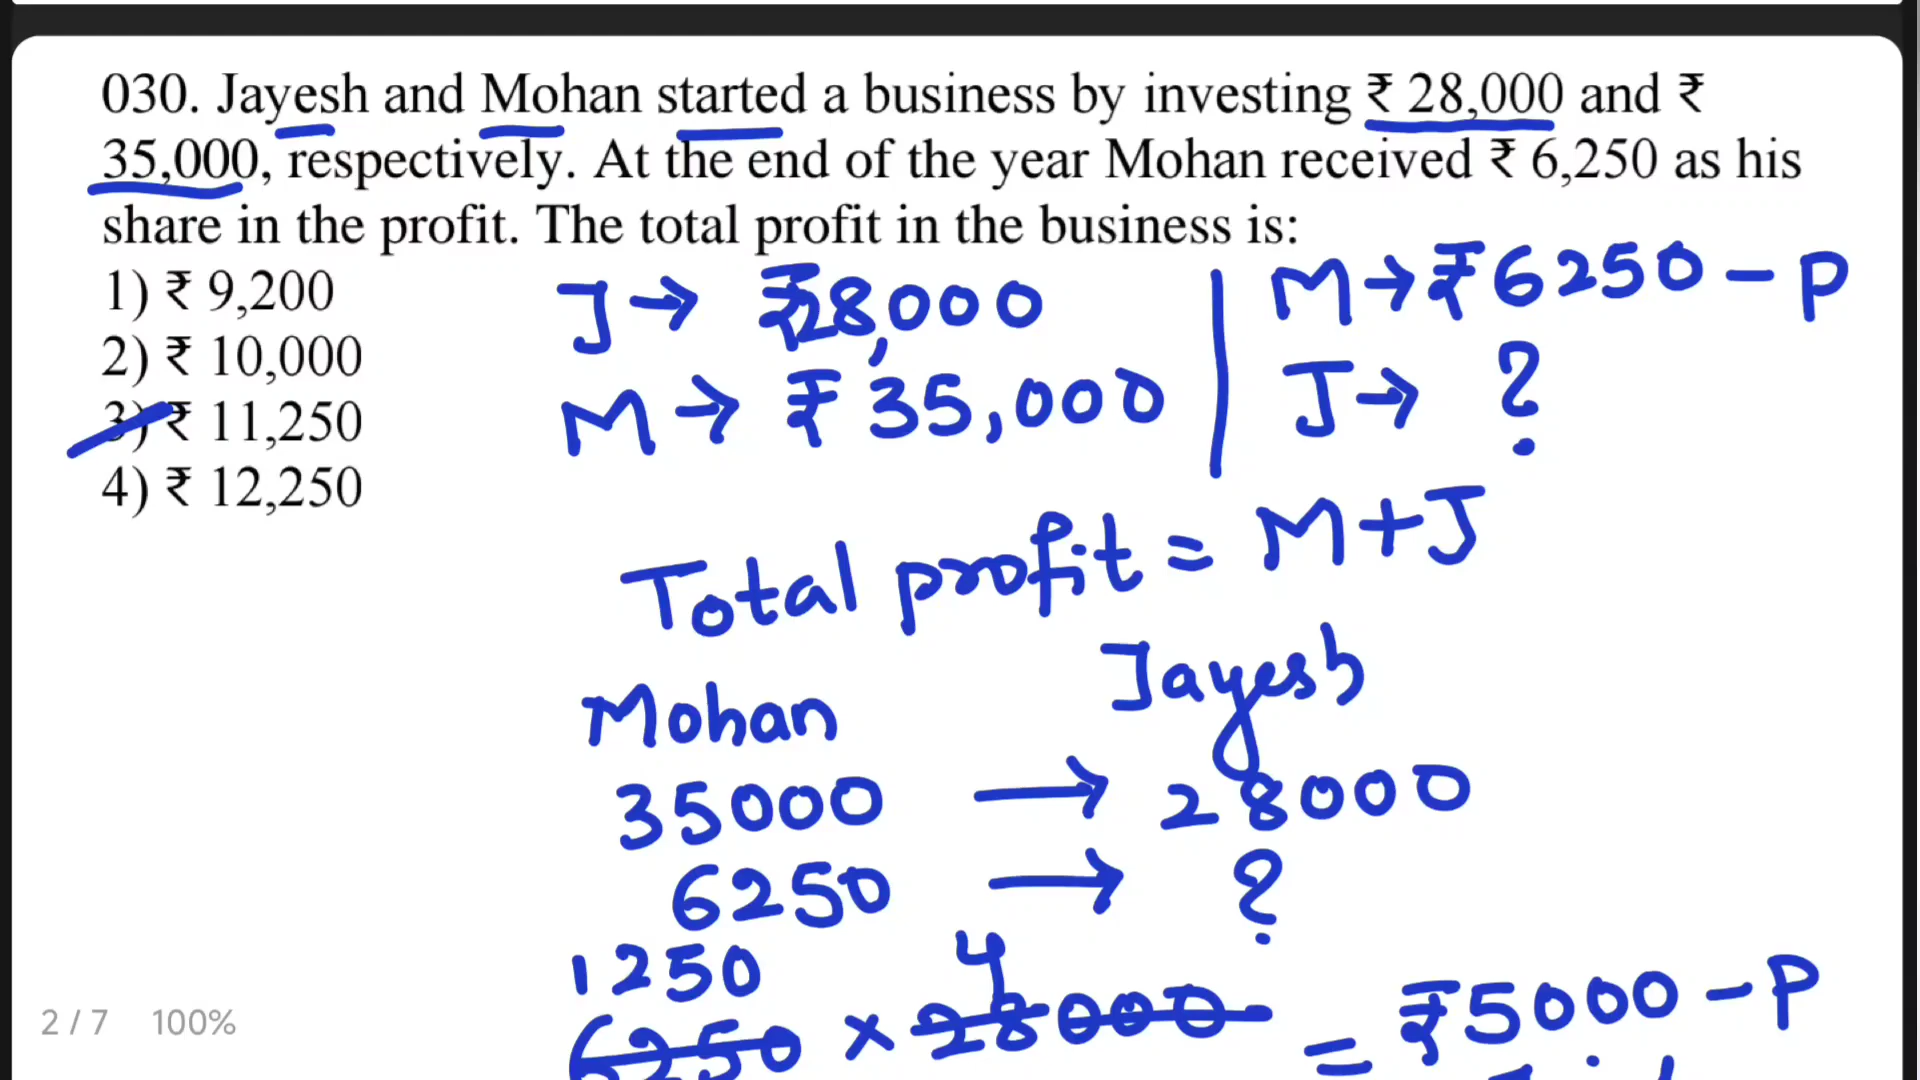 030. Jayesh and Mohan started a business by investing ₹ 28,000 and ₹
35,000, respectively. At the end of the year Mohan received ₹ 6,250 as his
share in the profit. The total profit in the business is:
1) ₹ 9,200
2) ₹ 10,000
3) ₹ 11,250
4) ₹ 12,250
J → ₹28,000
M → ₹ 35,000
M → ₹6250 - P
J → ?
Total profit = M+J
Mohan Jayesh
35000 → 28000
6250 → ?
1250 4
6250 × 28000 = ₹5000 - P
2 / 7 100%